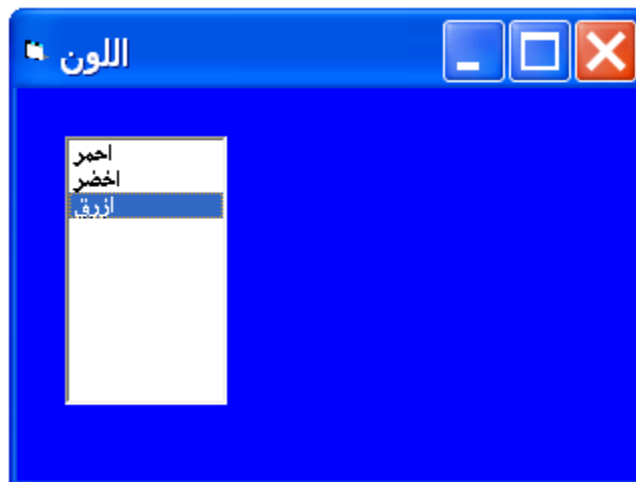 اللون
احمر
اخضر
ازرق